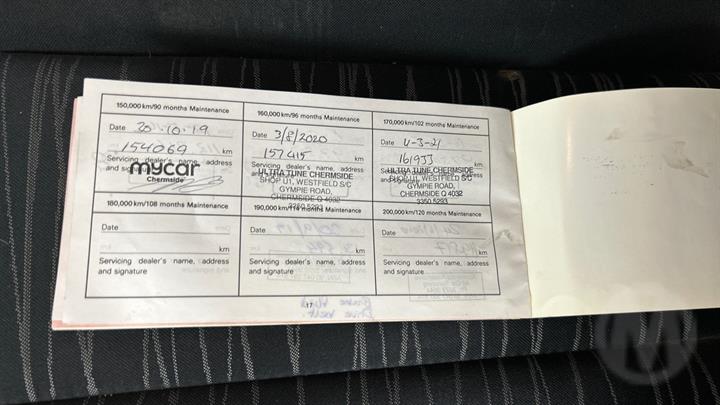 150,000 km/90 months Maintenance
Date 20.10.19
154069 km
Servicing dealer's name, address
and signature
mycar
Chermside
160,000 km/96 months Maintenance
Date 3/8/2020
157415 km
Servicing dealer's name, address
and signature
ULTRA TUNE CHERMSIDE
SHOP U1, WESTFIELD S/C
GYMPIE ROAD,
CHERMSIDE Q 4032
3350 5293
170,000 km/102 months Maintenance
Date 4-3-21
161933 km
Servicing dealer's name, address
and signature
ULTRA TUNE CHERMSIDE
SHOP U1, WESTFIELD S/C
GYMPIE ROAD,
CHERMSIDE Q 4032
3350 5293
180,000 km/108 months Maintenance
Date
km
Servicing dealer's name, address
and signature
190,000 km/114 months Maintenance
Date
km
Servicing dealer's name, address
and signature
200,000 km/120 months Maintenance
Date
km
Servicing dealer's name, address
and signature
17